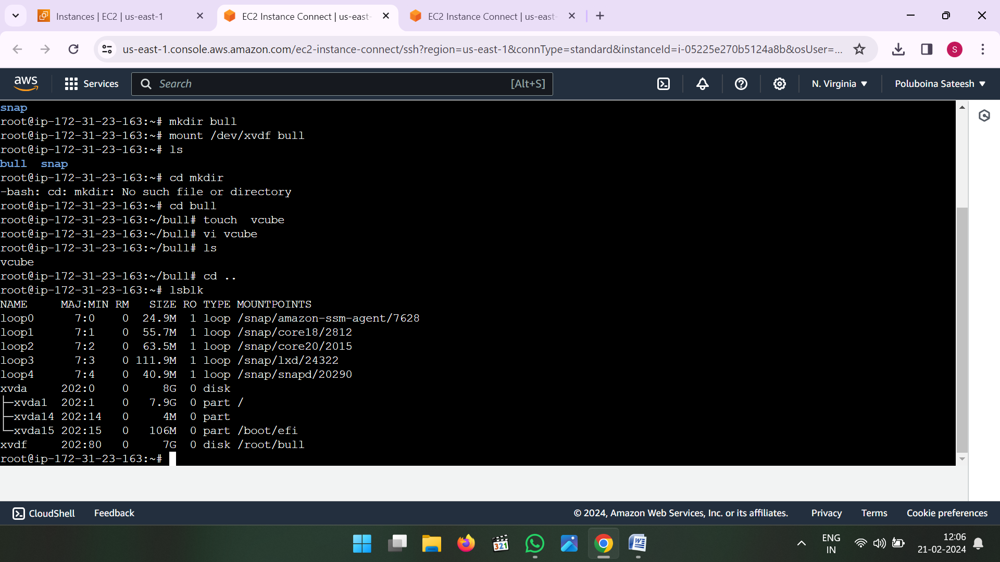 Instances | EC2 | us-east-1
EC2 Instance Connect | us-east-
EC2 Instance Connect | us-east-
us-east-1.console.aws.amazon.com/ec2-instance-connect/ssh?region=us-east-1&connType=standard&instanceId=i-05225e270b5124a8b&osUser=...
S
aws
Services
Search
[Alt+S]
N. Virginia
Poluboina Sateesh
snap
root@ip-172-31-23-163:~# mkdir bull
root@ip-172-31-23-163:~# mount /dev/xvdf bull
root@ip-172-31-23-163:~# ls
bull  snap
root@ip-172-31-23-163:~# cd mkdir
-bash: cd: mkdir: No such file or directory
root@ip-172-31-23-163:~# cd bull
root@ip-172-31-23-163:~/bull# touch  vcube
root@ip-172-31-23-163:~/bull# vi vcube
root@ip-172-31-23-163:~/bull# ls
vcube
root@ip-172-31-23-163:~/bull# cd ..
root@ip-172-31-23-163:~# lsblk
NAME     MAJ:MIN RM   SIZE RO TYPE MOUNTPOINTS
loop0      7:0    0  24.9M  1 loop /snap/amazon-ssm-agent/7628
loop1      7:1    0  55.7M  1 loop /snap/core18/2812
loop2      7:2    0  63.5M  1 loop /snap/core20/2015
loop3      7:3    0 111.9M  1 loop /snap/lxd/24322
loop4      7:4    0  40.9M  1 loop /snap/snapd/20290
xvda     202:0    0     8G  0 disk
├─xvda1  202:1    0   7.9G  0 part /
├─xvda14 202:14   0     4M  0 part
└─xvda15 202:15   0   106M  0 part /boot/efi
xvdf     202:80   0     7G  0 disk /root/bull
root@ip-172-31-23-163:~#
CloudShell
Feedback
© 2024, Amazon Web Services, Inc. or its affiliates.
Privacy
Terms
Cookie preferences
321
W
ENG
IN
12:06
21-02-2024